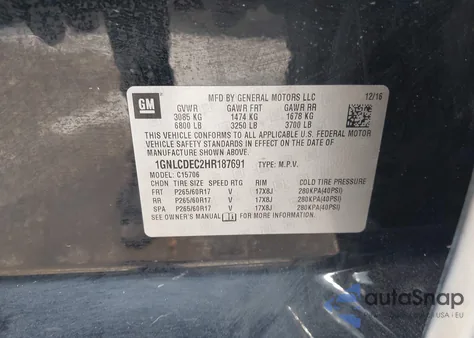 GM
MFD BY GENERAL MOTORS LLC 12/16
GVWR GAWR FRT GAWR RR
3085 KG 1474 KG 1678 KG
6800 LB 3250 LB 3700 LB
THIS VEHICLE CONFORMS TO ALL APPLICABLE U.S. FEDERAL MOTOR
VEHICLE SAFETY STANDARDS IN EFFECT ON THE DATE OF
MANUFACTURE SHOWN ABOVE.
1GNLCDEC2HR187691 TYPE: M.P.V.
MODEL: C15706
CHDN TIRE SIZE SPEED RTG RIM COLD TIRE PRESSURE
FRT P265/60R17 V 17X8J 280KPA(40PSI)
RR P265/60R17 V 17X8J 280KPA(40PSI)
SPA P265/60R17 V 17X8J 280KPA(40PSI)
SEE OWNER'S MANUAL FOR MORE INFORMATION.
autoSnap